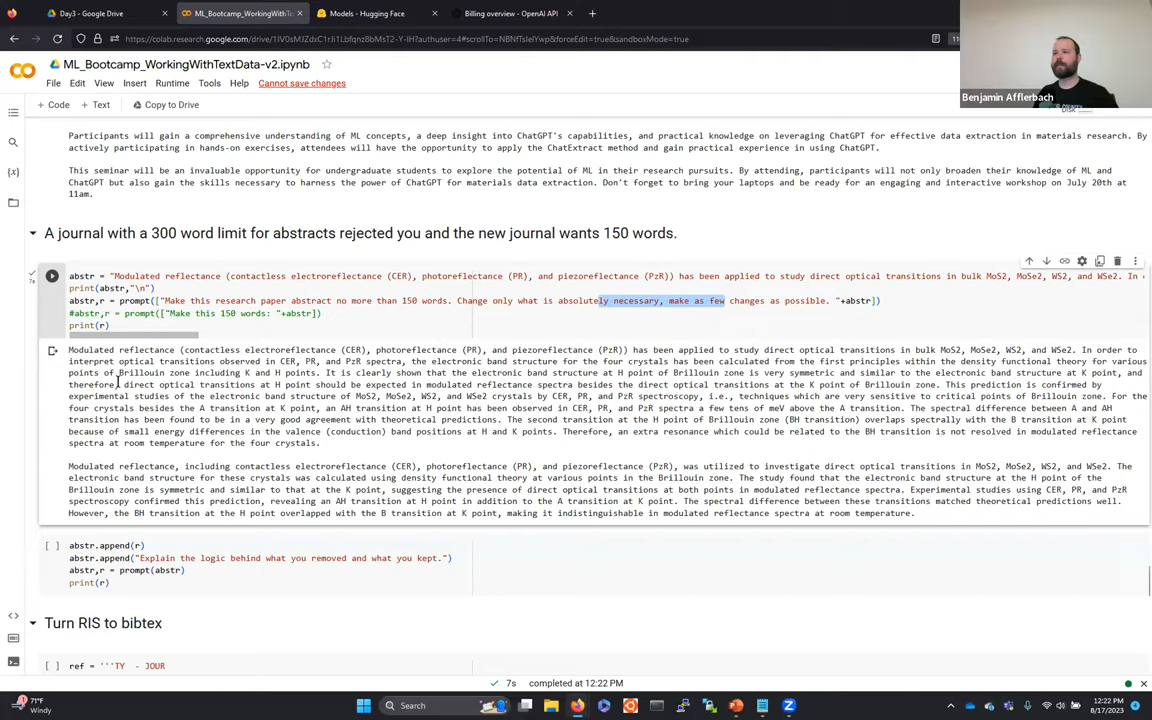 Day3 - Google Drive
ML_Bootcamp_WorkingWithTextD
Models - Hugging Face
Billing overview - OpenAI API
https://colab.research.google.com/drive/
ML_Bootcamp_WorkingWithTextData-v2.ipynb
File Edit View Insert Runtime Tools Help Cannot save changes
+ Code + Text Copy to Drive
Benjamin Afflerbach
Participants will gain a comprehensive understanding of ML concepts, a deep insight into ChatGPT's capabilities, and practical knowledge on leveraging ChatGPT for effective data extraction in materials research. By
actively participating in hands-on exercises, attendees will have the opportunity to apply the ChatExtract method and gain practical experience in using ChatGPT.
This seminar will be an invaluable opportunity for undergraduate students to explore the potential of ML in their research pursuits. By attending, participants will not only broaden their knowledge of ML and
ChatGPT but also gain the skills necessary to harness the power of ChatGPT for materials data extraction. Don't forget to bring your laptops and be ready for an engaging and interactive workshop on July 20th at
11am.
A journal with a 300 word limit for abstracts rejected you and the new journal wants 150 words.
abstr = "Modulated reflectance (contactless electroreflectance (CER), photoreflectance (PR), and piezoreflectance (PzR)) has been applied to study direct optical transitions in bulk MoS2, MoSe2, WS2, and WSe2. In
print(abstr,"\n")
abstr,r = prompt(["Make this research paper abstract no more than 150 words. Change only what is absolutely necessary, make as few changes as possible. "+abstr])
#abstr,r = prompt(["Make this 150 words: "+abstr])
print(r)
7s
Modulated reflectance (contactless electroreflectance (CER), photoreflectance (PR), and piezoreflectance (PzR)) has been applied to study direct optical transitions in bulk MoS2, MoSe2, WS2, and WSe2. In order to
interpret optical transitions observed in CER, PR, and PzR spectra, the electronic band structure for the four crystals has been calculated from the first principles within the density functional theory for various
points of Brillouin zone including K and H points. It is clearly shown that the electronic band structure at H point of Brillouin zone is very symmetric and similar to the electronic band structure at K point, and
therefore, direct optical transitions at H point should be expected in modulated reflectance spectra besides the direct optical transitions at the K point of Brillouin zone. This prediction is confirmed by
experimental studies of the electronic band structure of MoS2, MoSe2, WS2, and WSe2 crystals by CER, PR, and PzR spectroscopy, i.e., techniques which are very sensitive to critical points of Brillouin zone. For the
four crystals besides the A transition at K point, an AH transition at H point has been observed in CER, PR, and PzR spectra a few tens of meV above the A transition. The spectral difference between A and AH
transition has been found to be in a very good agreement with theoretical predictions. The second transition at the H point of Brillouin zone (BH transition) overlaps spectrally with the B transition at K point
because of small energy differences in the valence (conduction) band positions at H and K points. Therefore, an extra resonance which could be related to the BH transition is not resolved in modulated reflectance
spectra at room temperature for the four crystals.
Modulated reflectance, including contactless electroreflectance (CER), photoreflectance (PR), and piezoreflectance (PzR), was utilized to investigate direct optical transitions in MoS2, MoSe2, WS2, and WSe2. The
electronic band structure for these crystals was calculated using density functional theory at various points in the Brillouin zone. The study found that the electronic band structure at the H point of the
Brillouin zone is symmetric and similar to that at the K point, suggesting the presence of direct optical transitions at both points in modulated reflectance spectra. Experimental studies using CER, PR, and PzR
spectroscopy confirmed this prediction, revealing an AH transition at H point in addition to the A transition at K point. The spectral difference between these transitions matched theoretical predictions well.
However, the BH transition at the H point overlapped with the B transition at K point, making it indistinguishable in modulated reflectance spectra at room temperature.
[ ] abstr.append(r)
abstr.append("Explain the logic behind what you removed and what you kept.")
abstr,r = prompt(abstr)
print(r)
Turn RIS to bibtex
[ ] ref = '''TY - JOUR
7s completed at 12:22 PM
71°F
Windy
Search
12:22 PM
8/17/2023